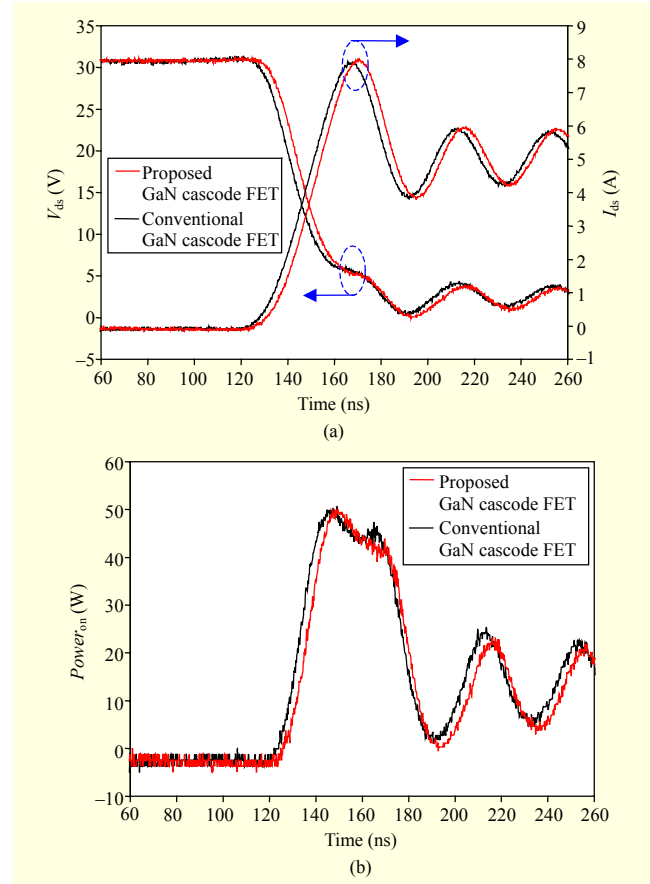 35
30
25
20
15
10
5
0
–5
V_ds (V)
9
8
7
6
5
4
3
2
1
0
–1
I_ds (A)
Proposed
GaN cascode FET
Conventional
GaN cascode FET
60 80 100 120 140 160 180 200 220 240 260
Time (ns)
(a)
60
50
40
30
20
10
0
–10
Power_on (W)
Proposed
GaN cascode FET
Conventional
GaN cascode FET
60 80 100 120 140 160 180 200 220 240 260
Time (ns)
(b)